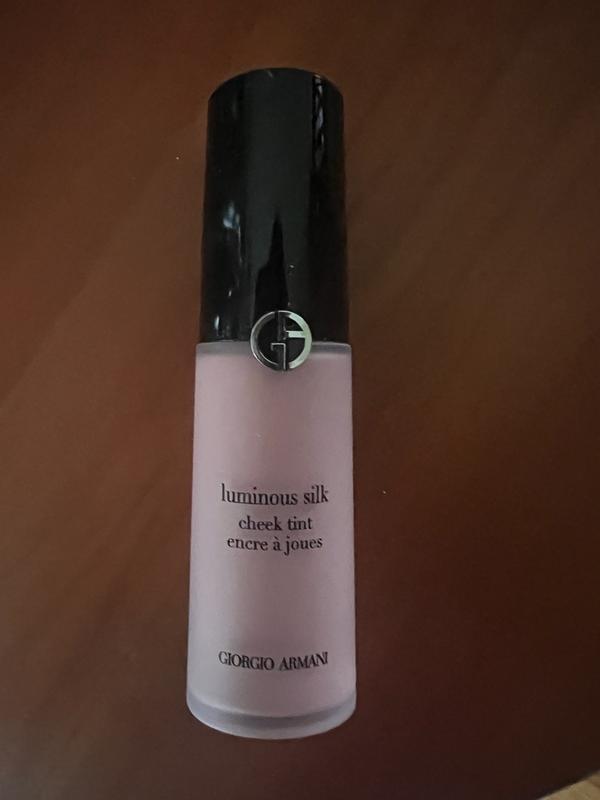 luminous silk
cheek tint
encre à joues
GIORGIO ARMANI